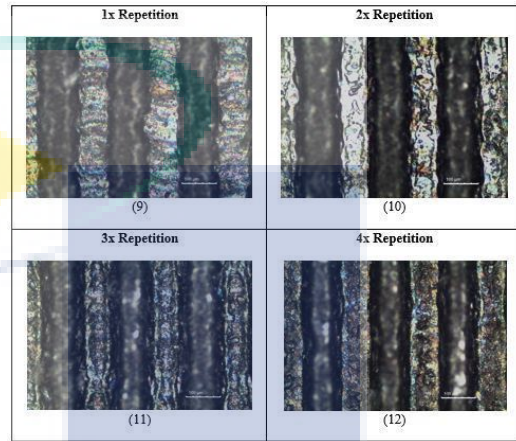 1x Repetition
2x Repetition
(9)
(10)
3x Repetition
4x Repetition
(11)
(12)